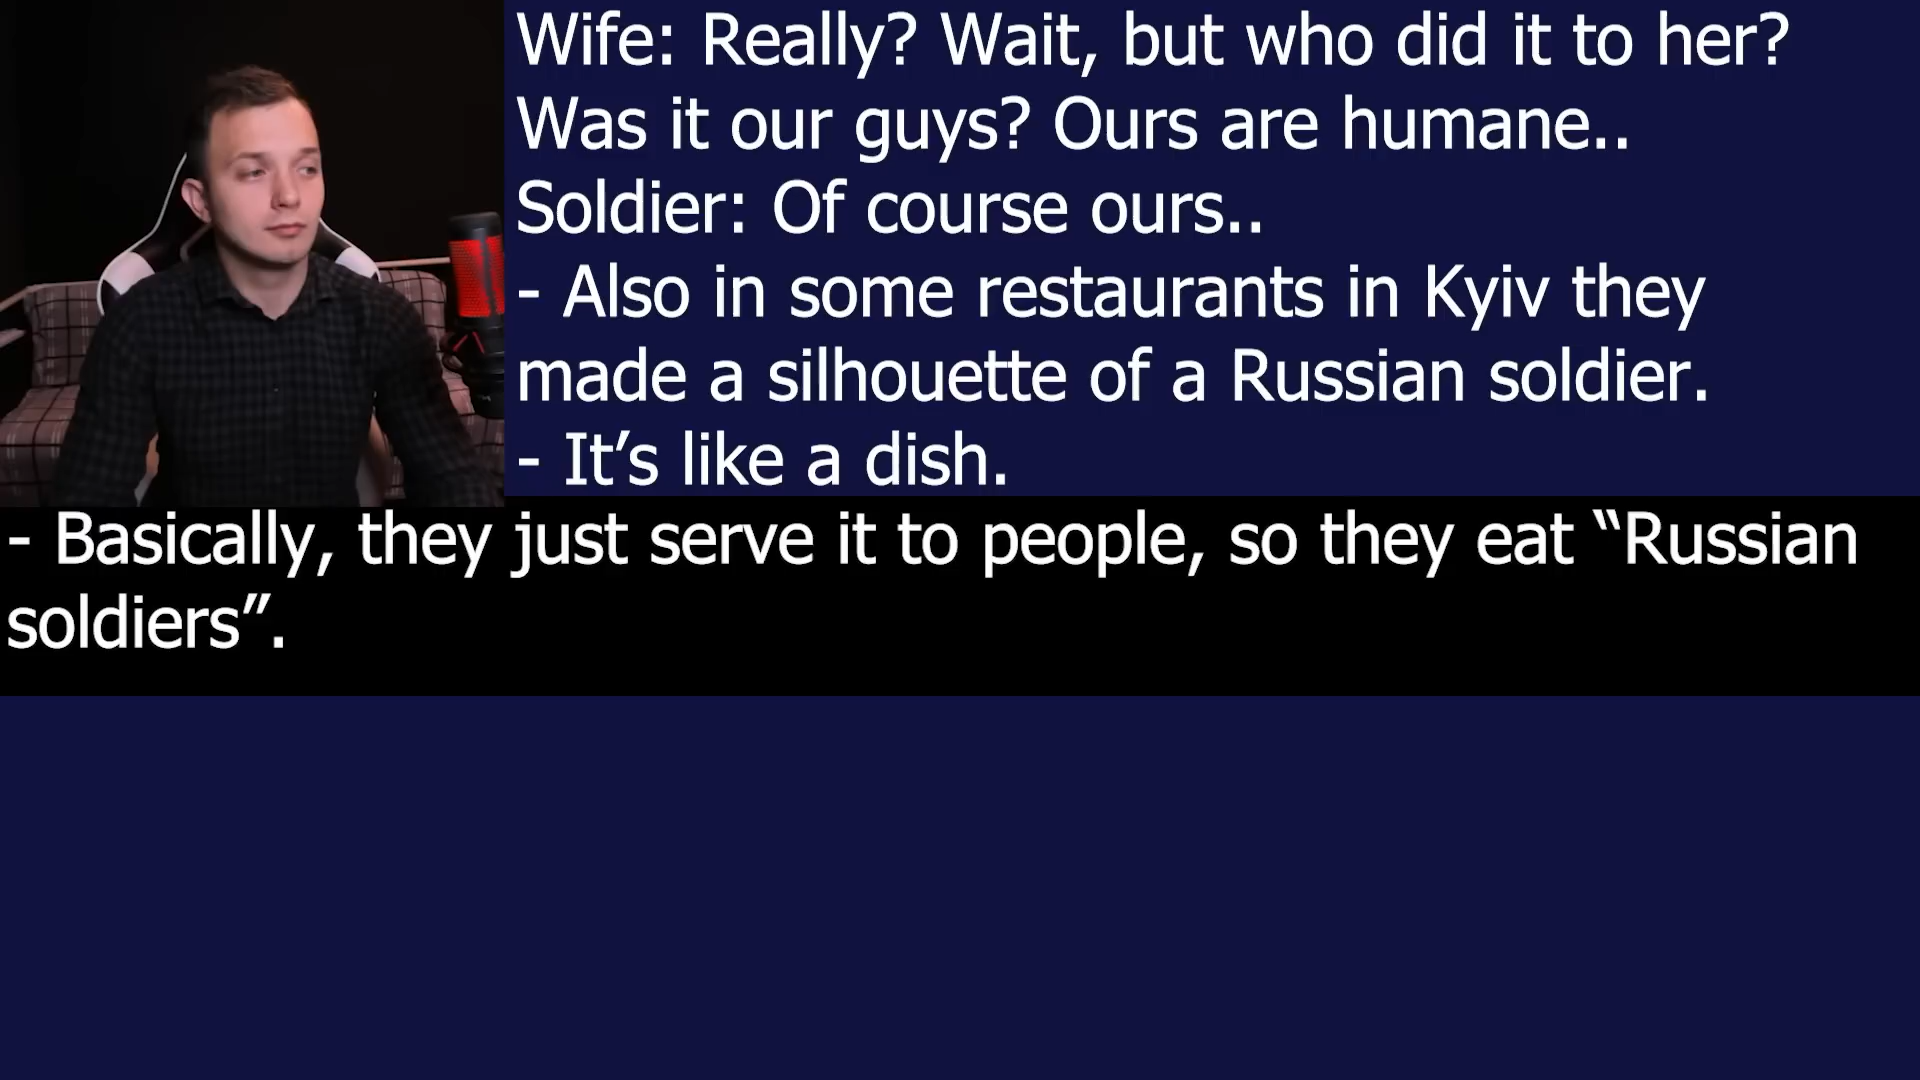 Wife: Really? Wait, but who did it to her?
Was it our guys? Ours are humane..
Soldier: Of course ours..
- Also in some restaurants in Kyiv they
made a silhouette of a Russian soldier.
- It’s like a dish.
- Basically, they just serve it to people, so they eat “Russian
soldiers”.